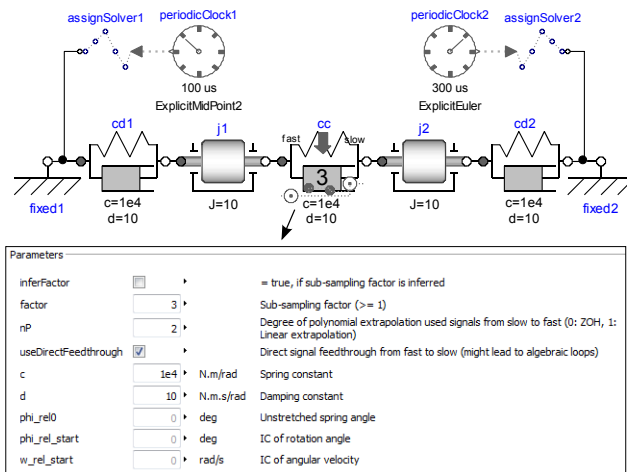 assignSolver1
periodicClock1
periodicClock2
assignSolver2
100 us
300 us
ExplicitMidPoint2
ExplicitEuler
cd1
j1
cc
j2
cd2
fast
slow
3
fixed1
c=1e4
d=10
J=10
c=1e4
d=10
J=10
c=1e4
d=10
fixed2
Parameters
inferFactor = true, if sub-sampling factor is inferred
factor 3 Sub-sampling factor (>= 1)
nP 2 Degree of polynomial extrapolation used signals from slow to fast (0: ZOH, 1:
Linear extrapolation)
useDirectFeedthrough Direct signal feedthrough from fast to slow (might lead to algebraic loops)
c 1e4 N.m/rad Spring constant
d 10 N.m.s/rad Damping constant
phi_rel0 0 deg Unstretched spring angle
phi_rel_start 0 deg IC of rotation angle
w_rel_start 0 rad/s IC of angular velocity